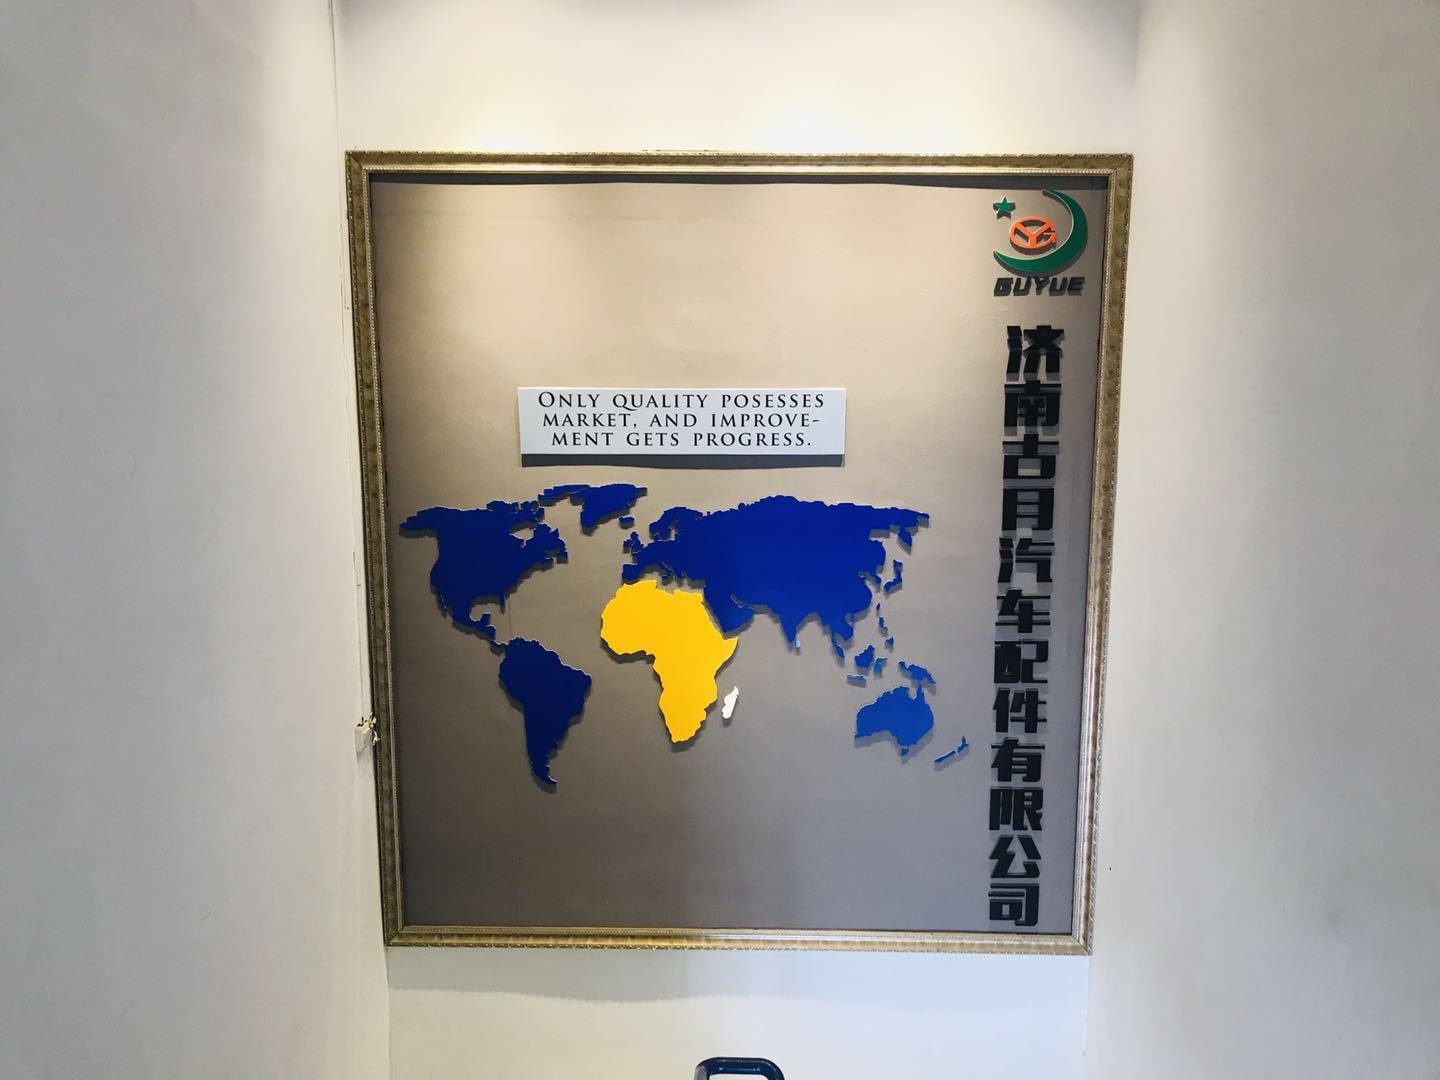 ONLY QUALITY POSESSES
MARKET, AND IMPROVE-
MENT GETS PROGRESS.
YG
GUYUE
济南古月汽车配件有限公司